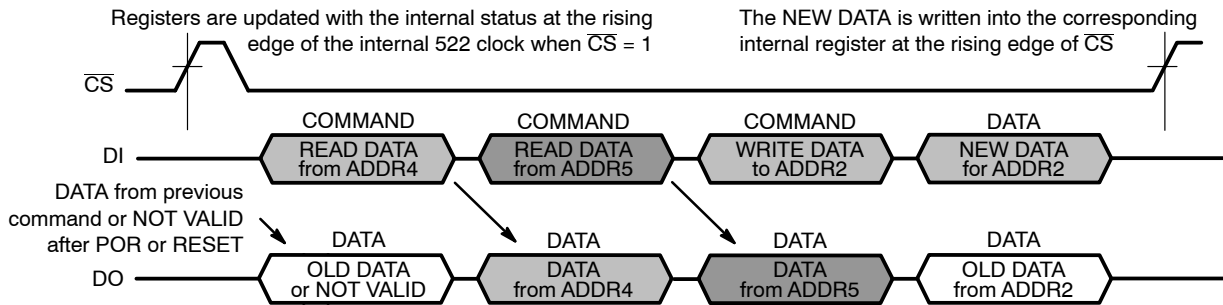 Registers are updated with the internal status at the rising
edge of the internal 522 clock when CS = 1
The NEW DATA is written into the corresponding
internal register at the rising edge of CS
CS
COMMAND
COMMAND
COMMAND
DATA
DI
READ DATA
from ADDR4
READ DATA
from ADDR5
WRITE DATA
to ADDR2
NEW DATA
for ADDR2
DATA from previous
command or NOT VALID
after POR or RESET
DATA
DATA
DATA
DATA
DO
OLD DATA
or NOT VALID
DATA
from ADDR4
DATA
from ADDR5
OLD DATA
from ADDR2